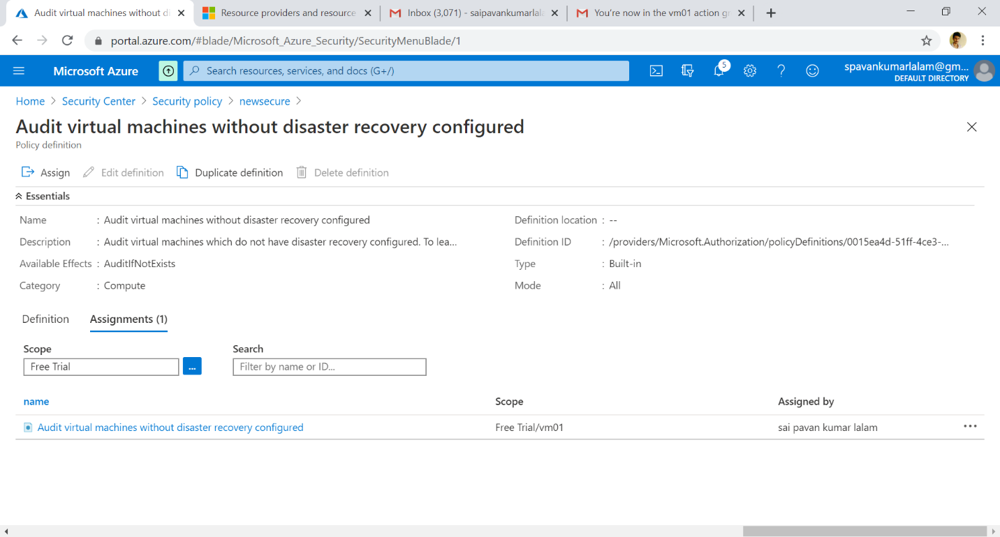 Audit virtual machines without di
Resource providers and resource
Inbox (3,071) - saipavankumarlala
You're now in the vm01 action gr
portal.azure.com/#blade/Microsoft_Azure_Security/SecurityMenuBlade/1
Microsoft Azure
Search resources, services, and docs (G+/)
5
spavankumarlalam@gm...
DEFAULT DIRECTORY
Home > Security Center > Security policy > newsecure >
Audit virtual machines without disaster recovery configured
Policy definition
Assign Edit definition Duplicate definition Delete definition
Essentials
Name : Audit virtual machines without disaster recovery configured
Definition location : --
Description : Audit virtual machines which do not have disaster recovery configured. To lea...
Definition ID : /providers/Microsoft.Authorization/policyDefinitions/0015ea4d-51ff-4ce3-...
Available Effects : AuditIfNotExists
Type : Built-in
Category : Compute
Mode : All
Definition Assignments (1)
Scope Search
Free Trial ... Filter by name or ID...
name Scope Assigned by
Audit virtual machines without disaster recovery configured Free Trial/vm01 sai pavan kumar lalam